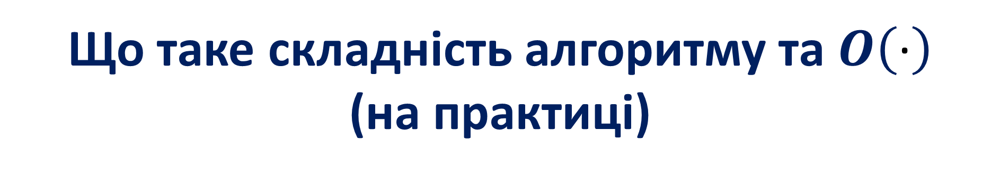 Що таке складність алгоритму та O(·)
(на практиці)